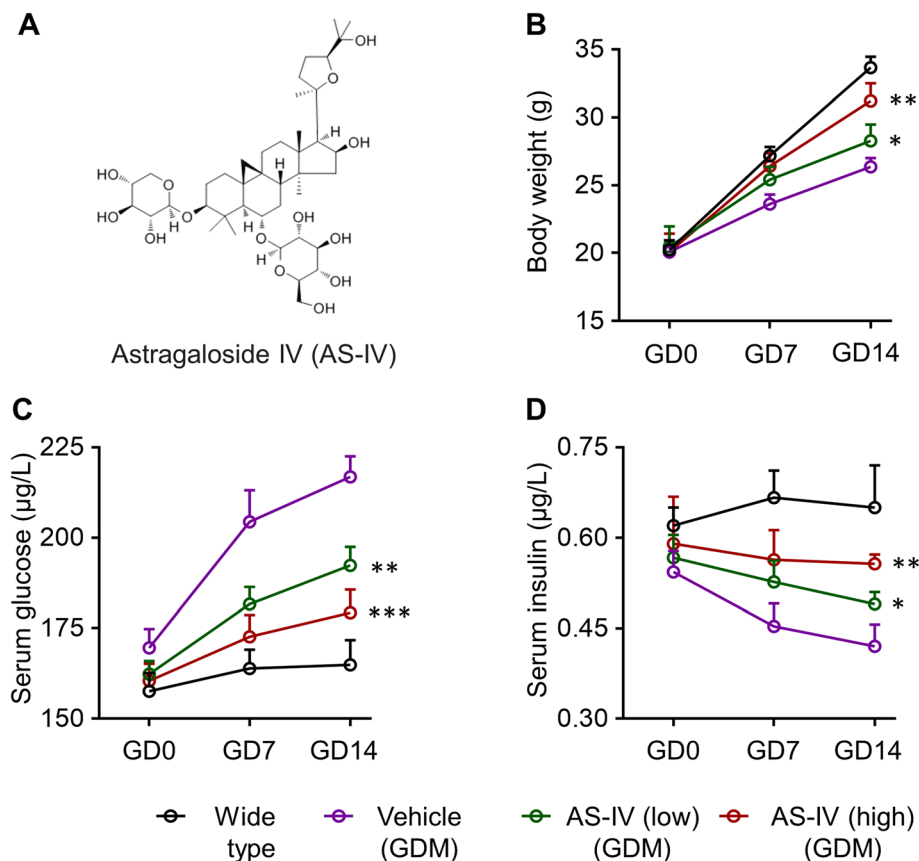 A
OH
O
H
OH
H
HO
O
HO
O
H
OH
H
O
HO
OH
H
O
OH
OH
Astragaloside IV (AS-IV)
B
Body weight (g)
35
30
25
20
15
**
*
GD0
GD7
GD14
C
Serum glucose (µg/L)
225
200
175
150
**
***
GD0
GD7
GD14
D
Serum insulin (µg/L)
0.75
0.60
0.45
0.30
**
*
GD0
GD7
GD14
Wide
type
Vehicle
(GDM)
AS-IV (low)
(GDM)
AS-IV (high)
(GDM)